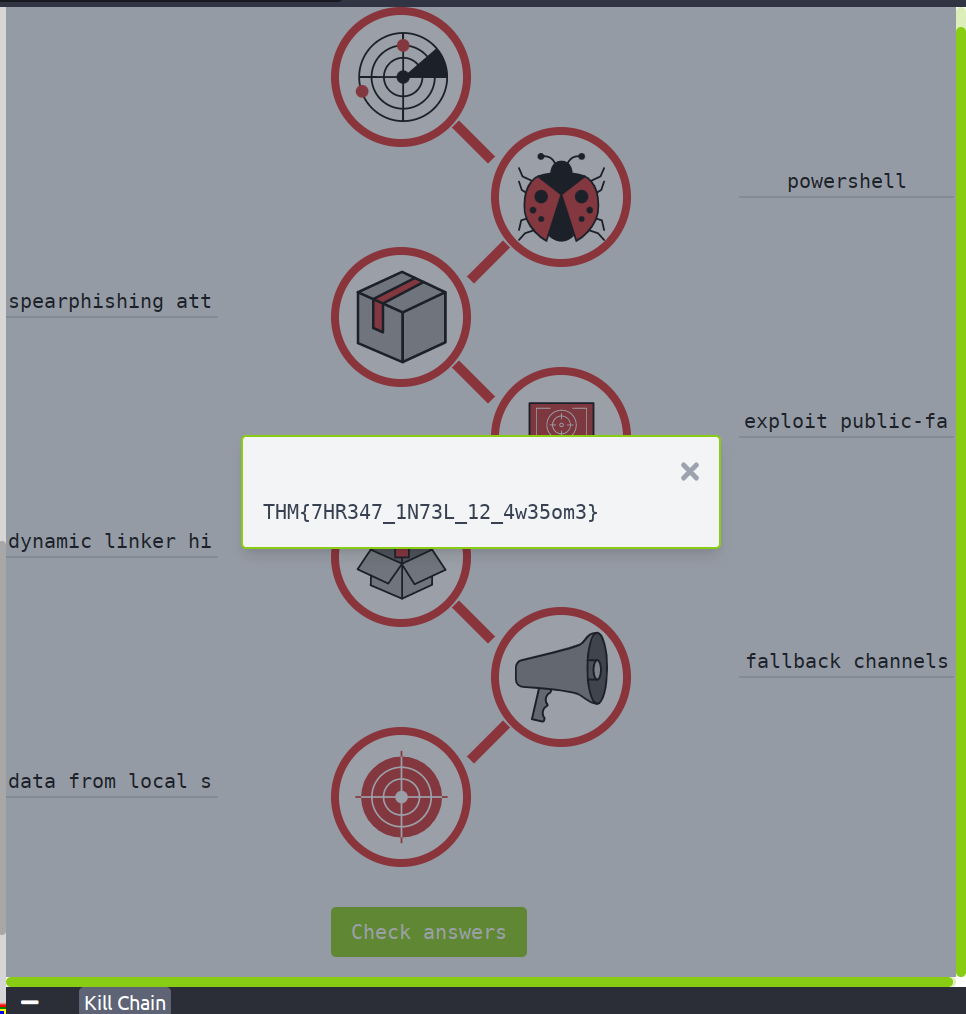 powershell
spearphishing att
exploit public-fa
THM{7HR347_1N73L_12_4w35om3}
dynamic linker hi
fallback channels
data from local s
Check answers
Kill Chain